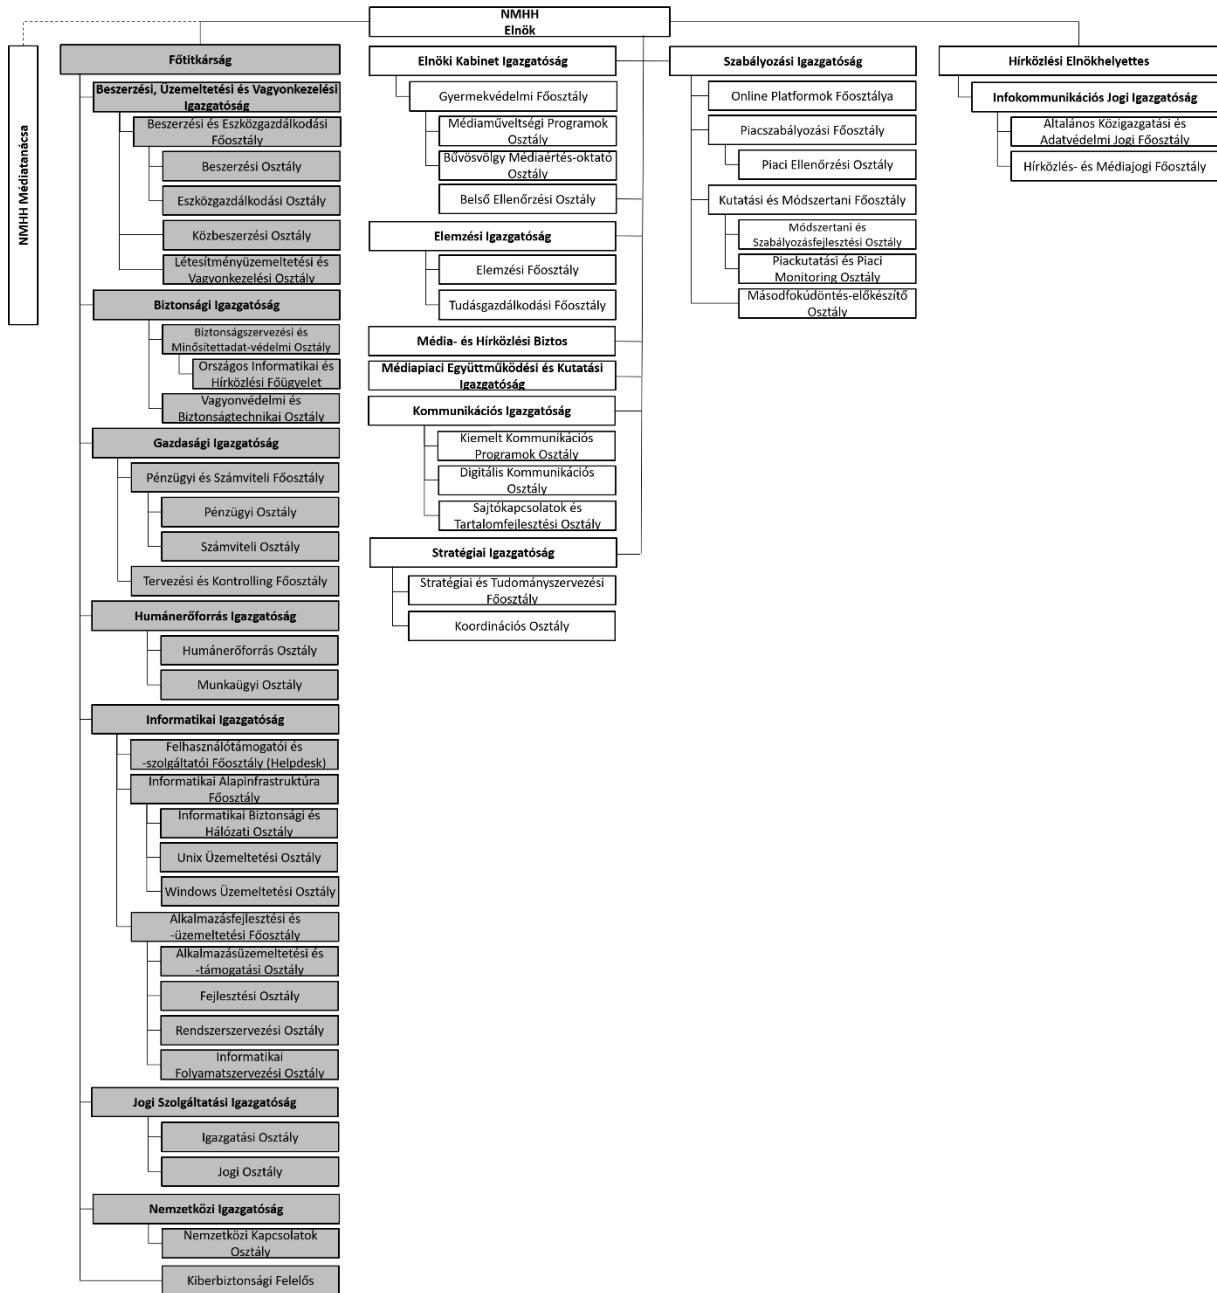 NMHH
Elnök
NMHH Médiatanácsa
Főtitkárság
Beszerzési, Üzemeltetési és Vagyonkezelési
Igazgatóság
Beszerzési és Eszközgazdálkodási
Főosztály
Beszerzési Osztály
Eszközgazdálkodási Osztály
Közbeszerzési Osztály
Létesítményüzemeltetési és
Vagyonkezelési Osztály
Biztonsági Igazgatóság
Biztonságszervezési és
Minősítettadat-védelmi Osztály
Országos Informatikai és
Hírközlési Főügyelet
Vagyonvédelmi és
Biztonságtechnikai Osztály
Gazdasági Igazgatóság
Pénzügyi és Számviteli Főosztály
Pénzügyi Osztály
Számviteli Osztály
Tervezési és Kontrolling Főosztály
Humánerőforrás Igazgatóság
Humánerőforrás Osztály
Munkaügyi Osztály
Informatikai Igazgatóság
Felhasználótámogatói és
-szolgáltatói Főosztály (Helpdesk)
Informatikai Alapinfrastruktúra
Főosztály
Informatikai Biztonsági és
Hálózati Osztály
Unix Üzemeltetési Osztály
Windows Üzemeltetési Osztály
Alkalmazásfejlesztési és
-üzemeltetési Főosztály
Alkalmazásüzemeltetési és
-támogatási Osztály
Fejlesztési Osztály
Rendszerszervezési Osztály
Informatikai
Folyamatszervezési Osztály
Jogi Szolgáltatási Igazgatóság
Igazgatási Osztály
Jogi Osztály
Nemzetközi Igazgatóság
Nemzetközi Kapcsolatok
Osztály
Kiberbiztonsági Felelős
Elnöki Kabinet Igazgatóság
Gyermekvédelmi Főosztály
Médiaműveltségi Programok
Osztály
Bűvösvölgy Médiaértés-oktató
Osztály
Belső Ellenőrzési Osztály
Elemzési Igazgatóság
Elemzési Főosztály
Tudásgazdálkodási Főosztály
Média- és Hírközlési Biztos
Médiapiaci Együttműködési és Kutatási
Igazgatóság
Kommunikációs Igazgatóság
Kiemelt Kommunikációs
Programok Osztály
Digitális Kommunikációs
Osztály
Sajtókapcsolatok és
Tartalomfejlesztési Osztály
Stratégiai Igazgatóság
Stratégiai és Tudományszervezési
Főosztály
Koordinációs Osztály
Szabályozási Igazgatóság
Online Platformok Főosztálya
Piacszabályozási Főosztály
Piaci Ellenőrzési Osztály
Kutatási és Módszertani Főosztály
Módszertani és
Szabályozásfejlesztési Osztály
Piackutatási és Piaci
Monitoring Osztály
Másodfokúdöntés-előkészítő
Osztály
Hírközlési Elnökhelyettes
Infokommunikációs Jogi Igazgatóság
Általános Közigazgatási és
Adatvédelmi Jogi Főosztály
Hírközlés- és Médiajogi Főosztály